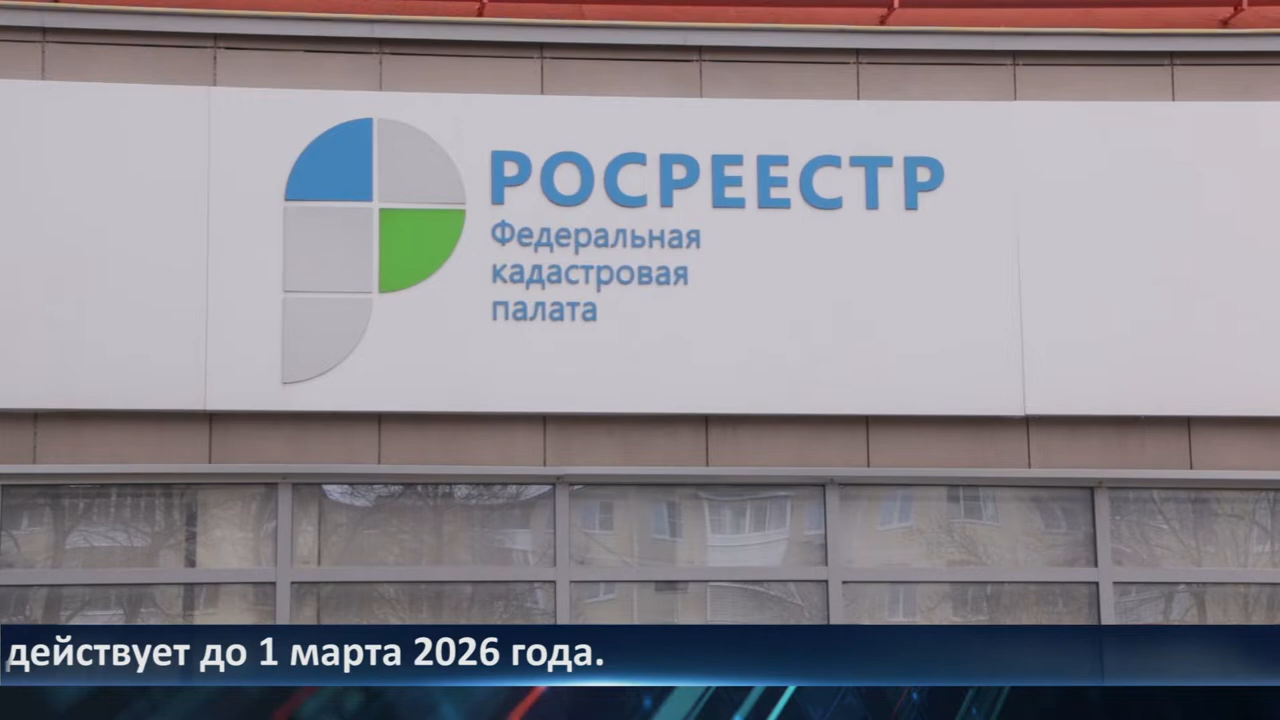 РОСРЕЕСТР
Федеральная
кадастровая
палата
действует до 1 марта 2026 года.